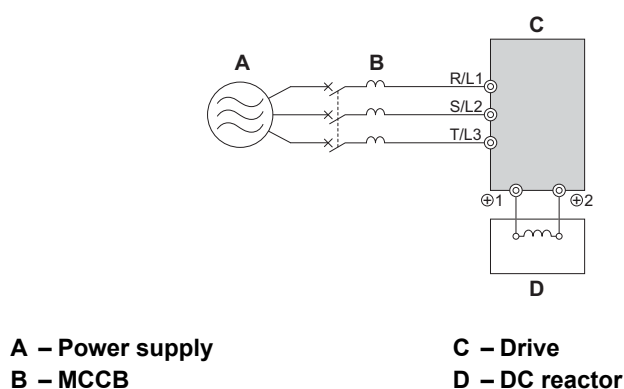 C
A
B
R/L1
S/L2
T/L3
⊕1
⊕2
D
A – Power supply
B – MCCB
C – Drive
D – DC reactor